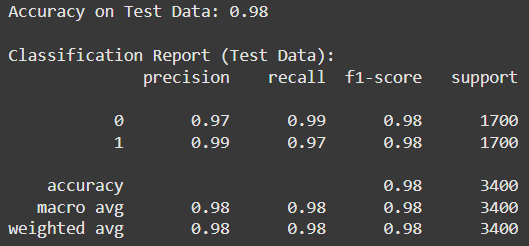 Accuracy on Test Data: 0.98
Classification Report (Test Data):
precision recall f1-score support
0 0.97 0.99 0.98 1700
1 0.99 0.97 0.98 1700
accuracy 0.98 3400
macro avg 0.98 0.98 0.98 3400
weighted avg 0.98 0.98 0.98 3400